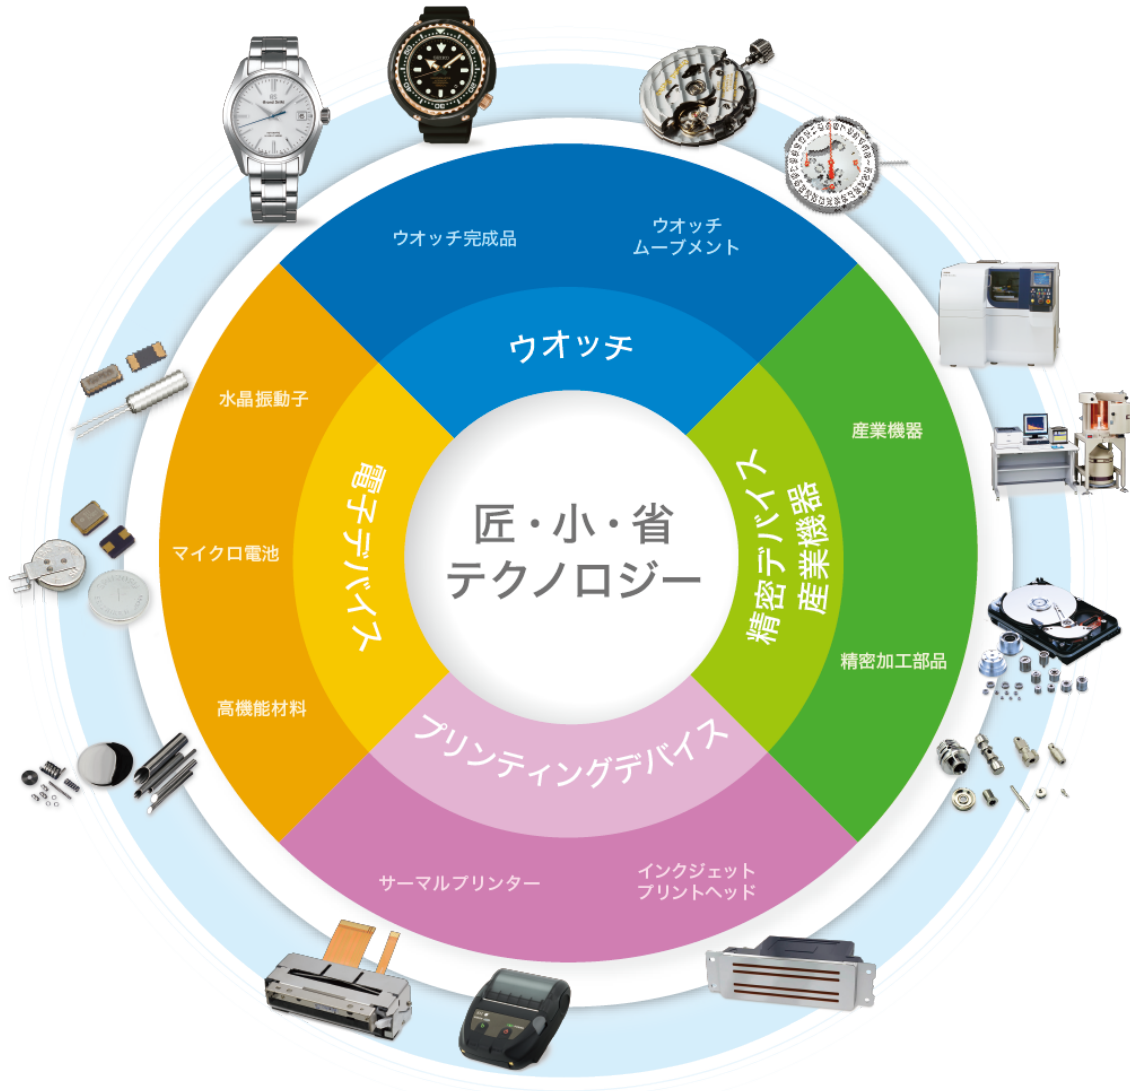 ウオッチ完成品
ウオッチ
ムーブメント
ウオッチ
水晶振動子
マイクロ電池
高機能材料
電子デバイス
匠・小・省
テクノロジー
精密デバイス
産業機器
産業機器
精密加工部品
プリンティングデバイス
サーマルプリンター
インクジェット
プリントヘッド